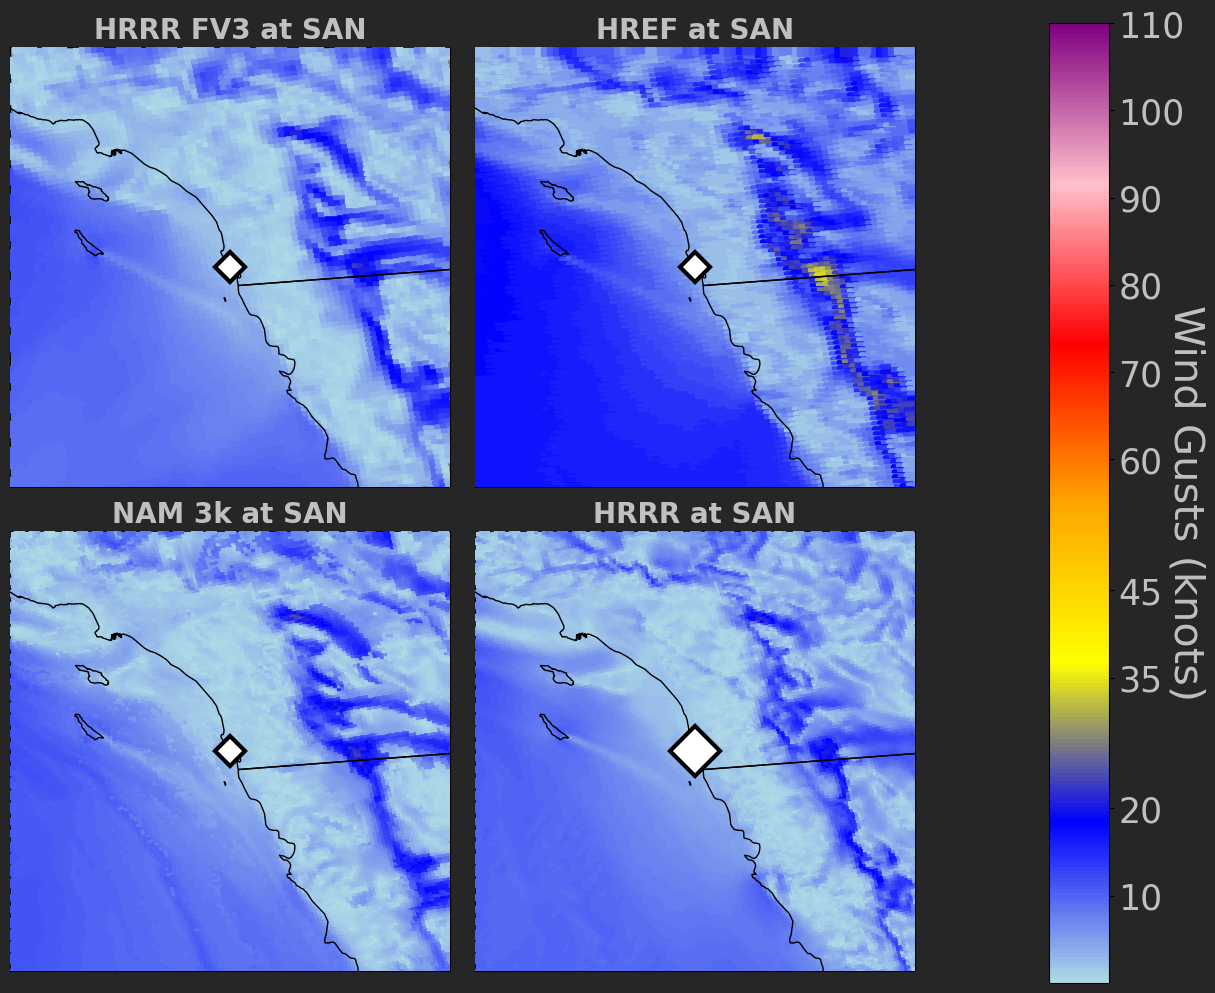 HRRR FV3 at SAN
HREF at SAN
NAM 3k at SAN
HRRR at SAN
110
100
90
80
70
60
45
35
20
10
Wind Gusts (knots)